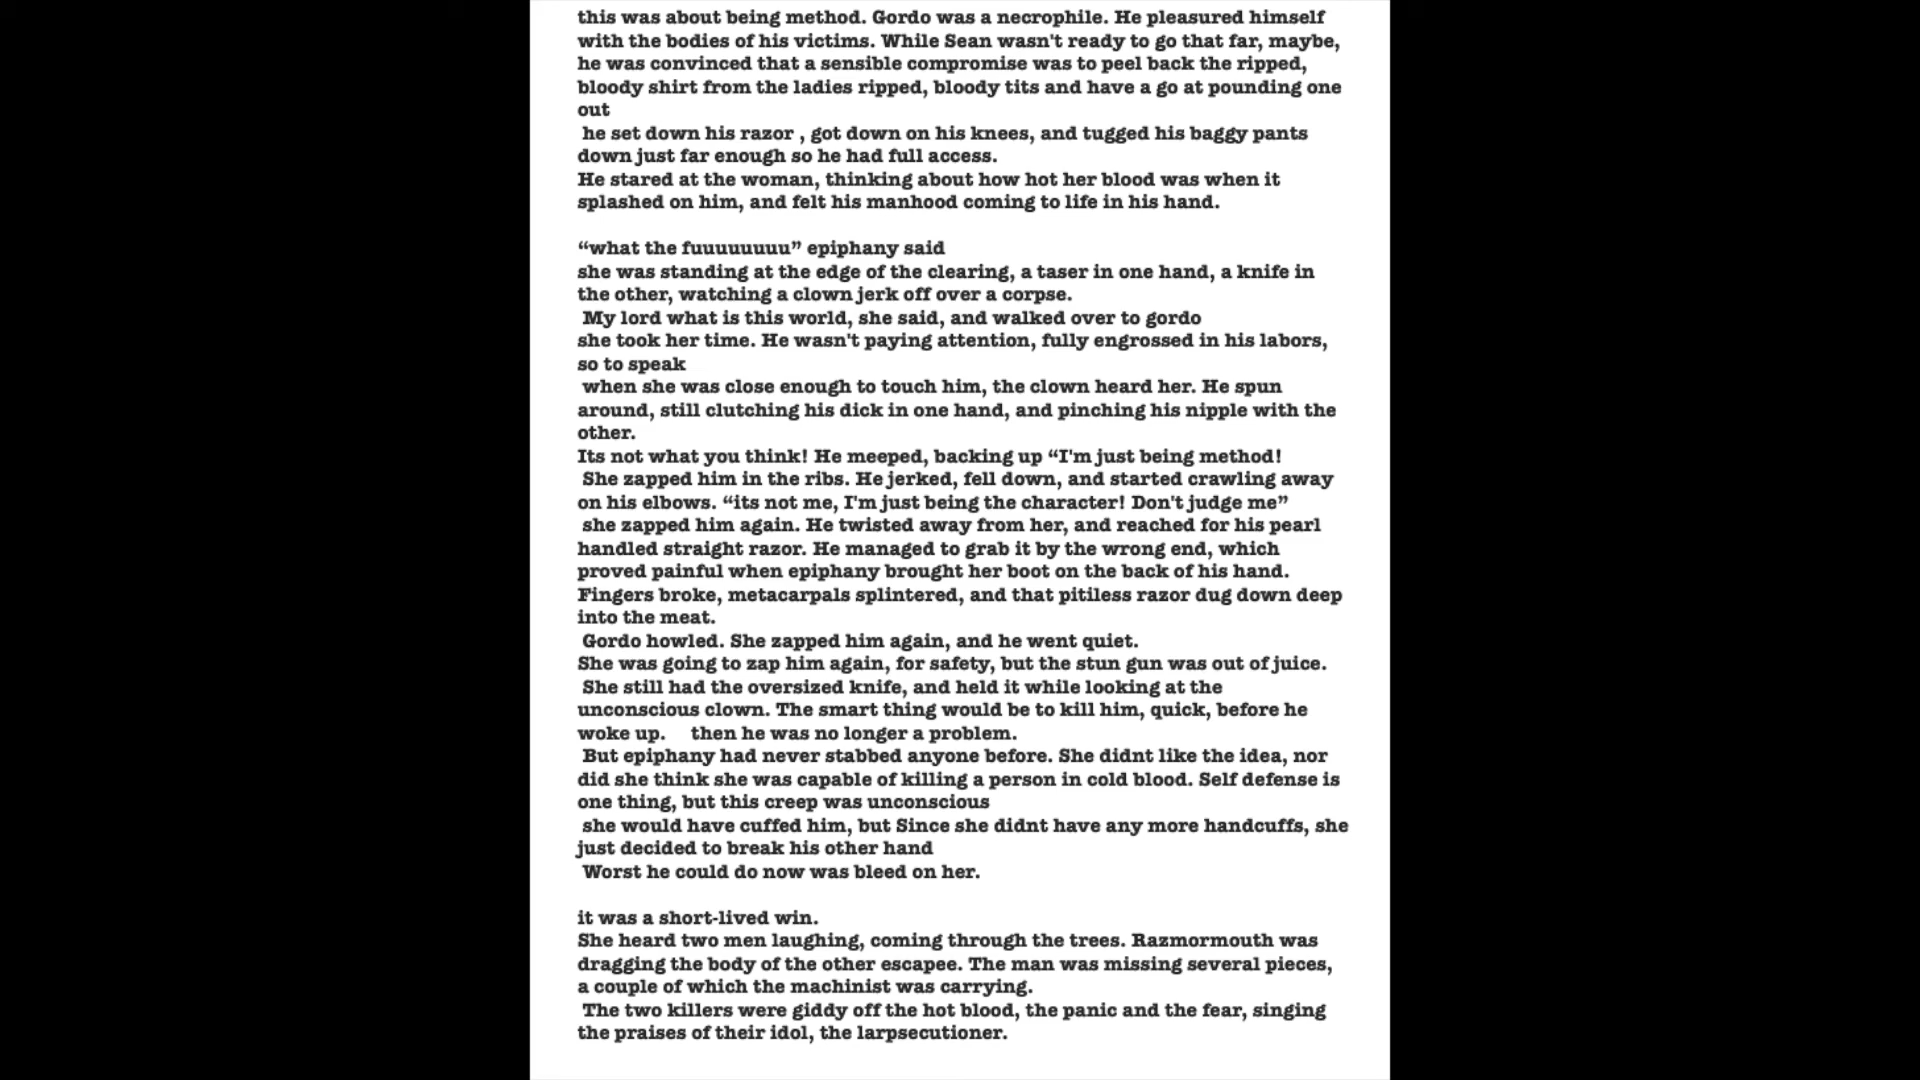 this was about being method. Gordo was a necrophile. He pleasured himself
with the bodies of his victims. While Sean wasn't ready to go that far, maybe,
he was convinced that a sensible compromise was to peel back the ripped,
bloody shirt from the ladies ripped, bloody tits and have a go at pounding one
out
he set down his razor , got down on his knees, and tugged his baggy pants
down just far enough so he had full access.
He stared at the woman, thinking about how hot her blood was when it
splashed on him, and felt his manhood coming to life in his hand.
“what the fuuuuuuuu” epiphany said
she was standing at the edge of the clearing, a taser in one hand, a knife in
the other, watching a clown jerk off over a corpse.
My lord what is this world, she said, and walked over to gordo
she took her time. He wasn't paying attention, fully engrossed in his labors,
so to speak
when she was close enough to touch him, the clown heard her. He spun
around, still clutching his dick in one hand, and pinching his nipple with the
other.
Its not what you think! He meeped, backing up “I'm just being method!
She zapped him in the ribs. He jerked, fell down, and started crawling away
on his elbows. “its not me, I'm just being the character! Don't judge me”
she zapped him again. He twisted away from her, and reached for his pearl
handled straight razor. He managed to grab it by the wrong end, which
proved painful when epiphany brought her boot on the back of his hand.
Fingers broke, metacarpals splintered, and that pitiless razor dug down deep
into the meat.
Gordo howled. She zapped him again, and he went quiet.
She was going to zap him again, for safety, but the stun gun was out of juice.
She still had the oversized knife, and held it while looking at the
unconscious clown. The smart thing would be to kill him, quick, before he
woke up.    then he was no longer a problem.
But epiphany had never stabbed anyone before. She didnt like the idea, nor
did she think she was capable of killing a person in cold blood. Self defense is
one thing, but this creep was unconscious
she would have cuffed him, but Since she didnt have any more handcuffs, she
just decided to break his other hand
Worst he could do now was bleed on her.
it was a short-lived win.
She heard two men laughing, coming through the trees. Razmormouth was
dragging the body of the other escapee. The man was missing several pieces,
a couple of which the machinist was carrying.
The two killers were giddy off the hot blood, the panic and the fear, singing
the praises of their idol, the larpsecutioner.